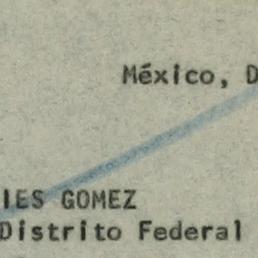 México, D
IES GOMEZ
Distrito Federal